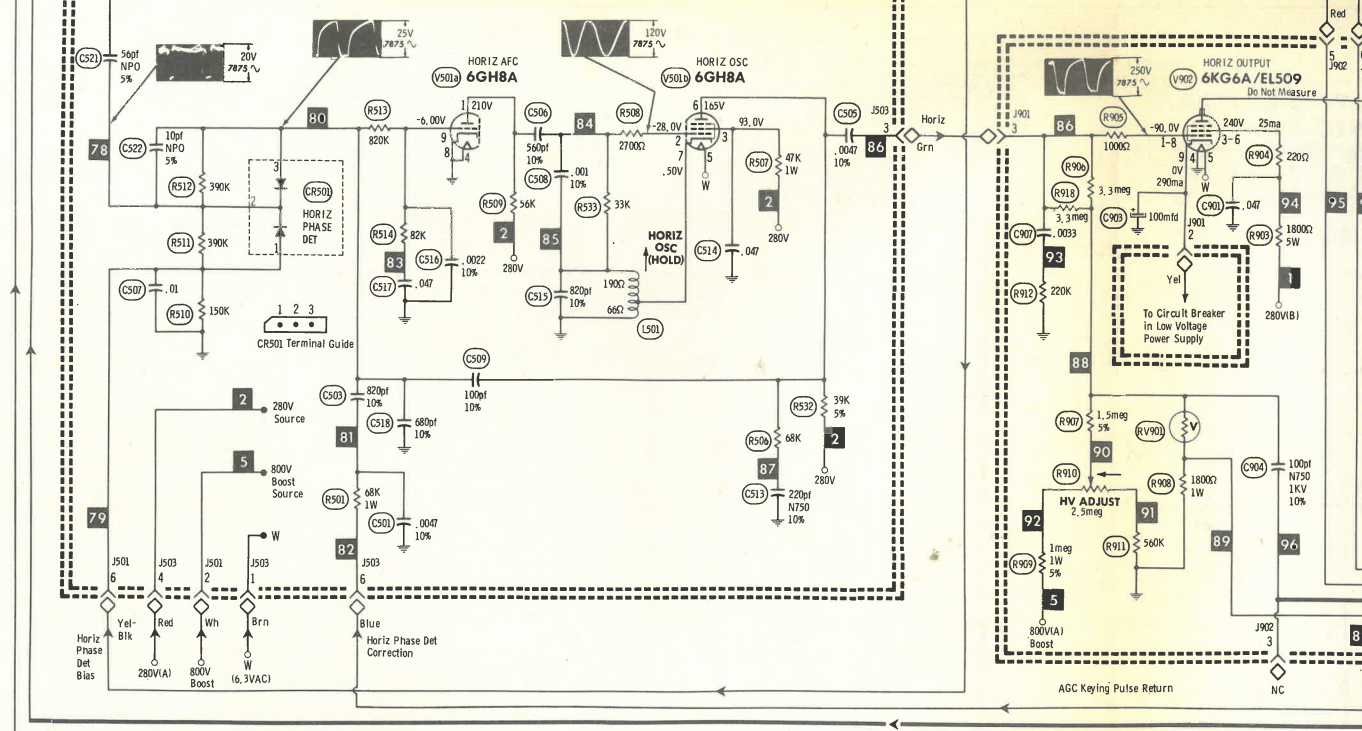 C521
56pf
NPO
5%
20V
7875 ∿
25V
7875 ∿
120V
7875 ∿
250V
7875 ∿
Red
5
J902
HORIZ AFC
V501a 6GH8A
HORIZ OSC
V501b 6GH8A
HORIZ OUTPUT
V902 6KG6A/EL509
Do Not Measure
78
C522
10pf
NPO
5%
80
R513
820K
-6.00V
1
210V
9
8
4
C506
560pf
10%
84
R508
2700Ω
-28.0V
2
7
.50V
6
165V
93.0V
3
5
W
R507
47K
1W
2
280V
C505
.0047
10%
J503
3
86
Horiz
Grn
J901
3
86
R905
1000Ω
-90.0V
1-8
9
4
5
0V
290ma
W
240V
3-6
25ma
R904
220Ω
R512
390K
3
CR501
2
HORIZ
PHASE
DET
1
R511
390K
C507
.01
R510
150K
1 2 3
CR501 Terminal Guide
R514
82K
83
C516
.0022
10%
C517
.047
R509
56K
2
280V
C508
.001
10%
85
C515
820pf
10%
R533
33K
HORIZ
OSC
(HOLD)
190Ω
66Ω
L501
C514
.047
R906
3.3 meg
R918
3.3 meg
C903
100mfd
C901
.047
94
95
R903
1800Ω
5W
280V(B)
C907
.0033
93
R912
220K
J901
2
Yel
To Circuit Breaker
in Low Voltage
Power Supply
C509
100pf
10%
C503
820pf
10%
C518
680pf
10%
81
R501
68K
1W
C501
.0047
10%
82
R532
39K
5%
2
280V
R506
68K
87
C513
220pf
N750
10%
88
R907
1.5meg
5%
90
RV901
V
R910
HV ADJUST
2.5meg
R908
1800Ω
1W
C904
100pf
N750
1KV
10%
92
91
R911
560K
89
96
R909
1meg
1W
5%
5
800V(A)
Boost
2
280V
Source
5
800V
Boost
Source
W
79
J501
6
J503
4
J501
2
J503
1
J503
6
Yel-
Blk
Red
Wh
Brn
Blue
Horiz
Phase
Det
Bias
280V(A)
800V
Boost
W
(6.3VAC)
Horiz Phase Det
Correction
J902
3
NC
8
AGC Keying Pulse Return